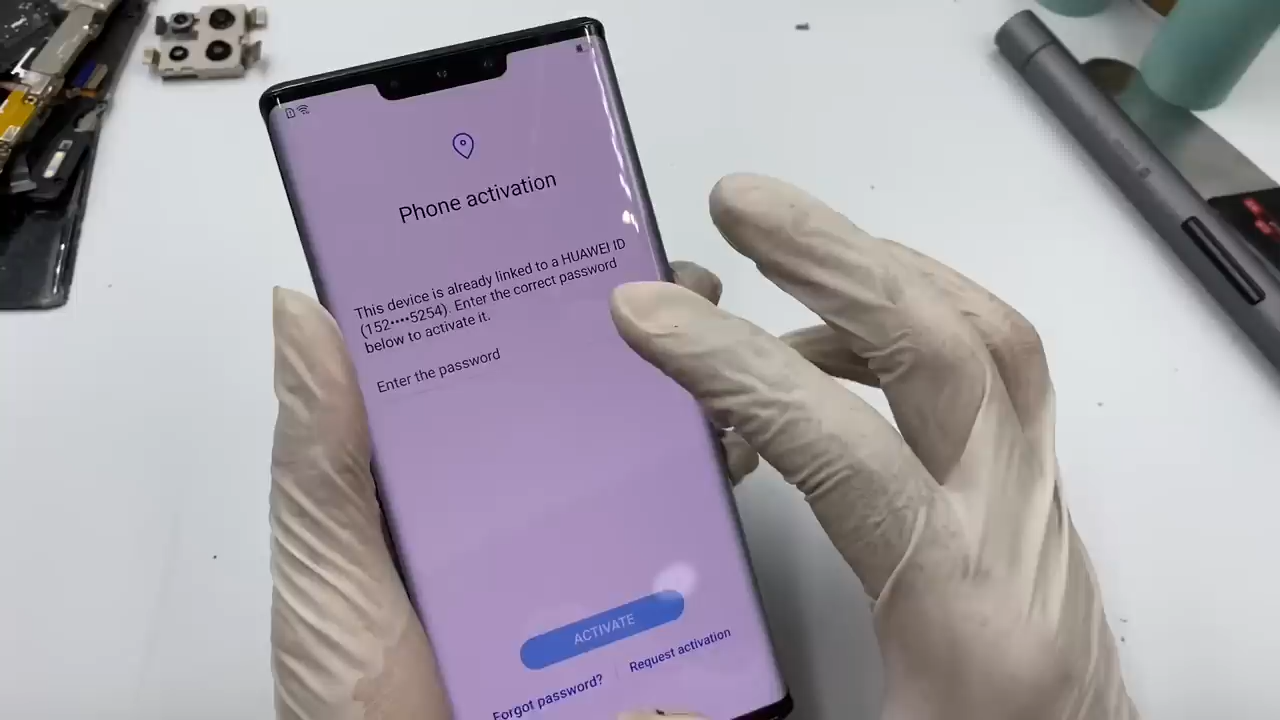 Phone activation
This device is already linked to a HUAWEI ID
(152••••5254). Enter the correct password
below to activate it.
Enter the password
ACTIVATE
Forgot password?
Request activation